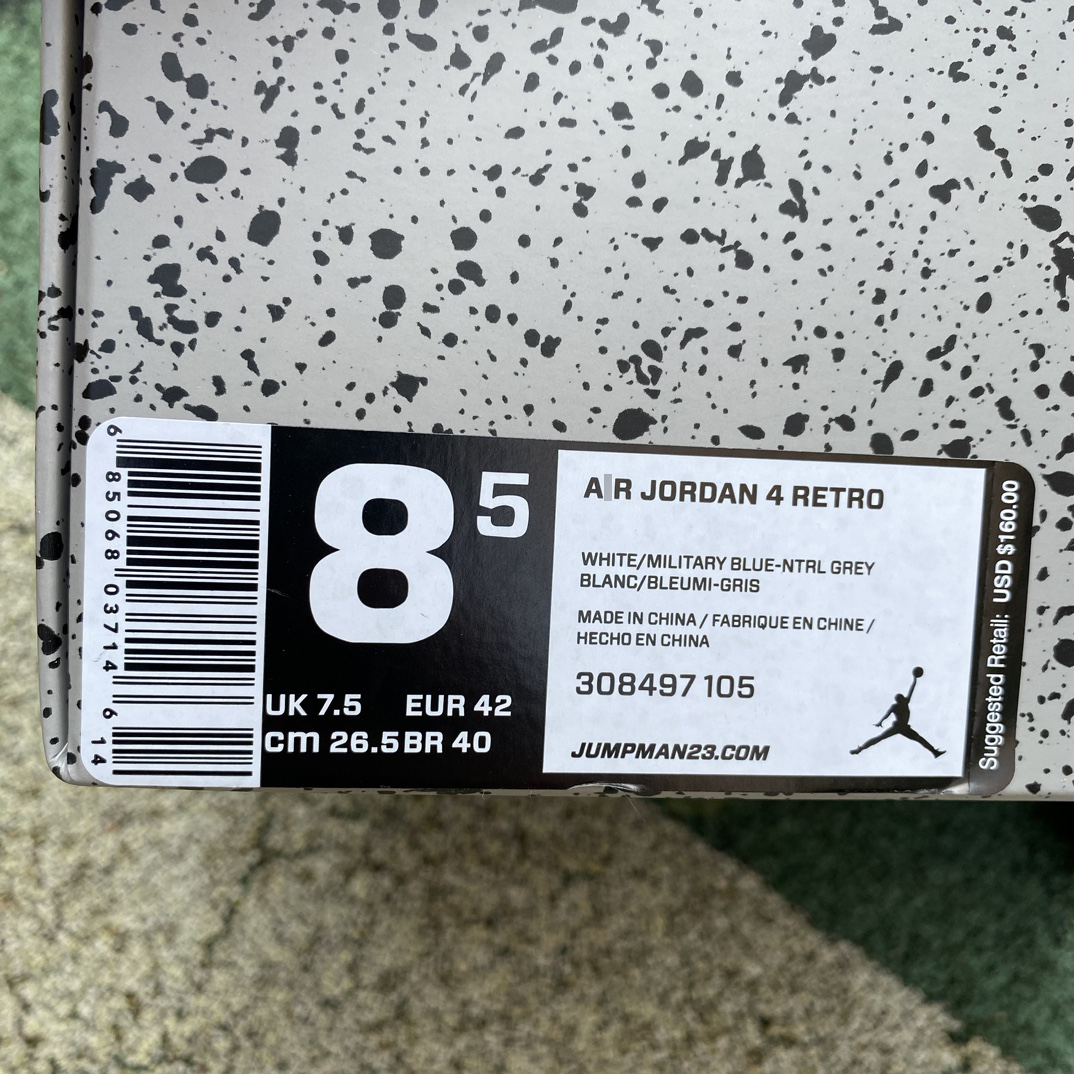 6 85068 03714 6 14
8 5
UK 7.5 EUR 42
cm 26.5 BR 40
AIR JORDAN 4 RETRO
WHITE/MILITARY BLUE-NTRL GREY
BLANC/BLEUMI-GRIS
MADE IN CHINA / FABRIQUE EN CHINE /
HECHO EN CHINA
308497 105
JUMPMAN23.COM
Suggested Retail: USD $160.00